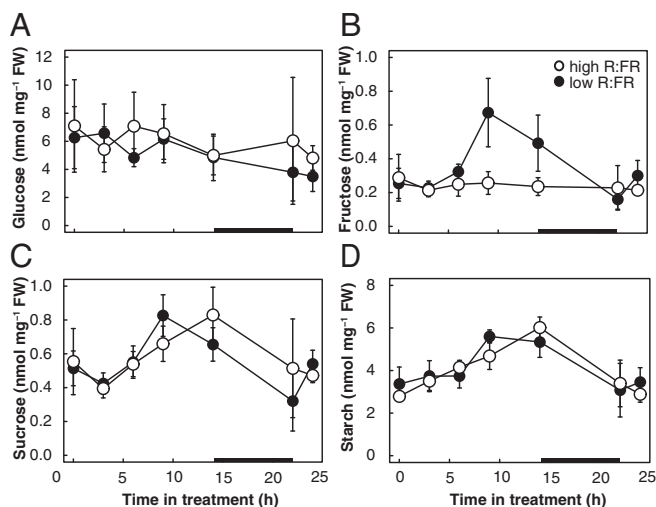 A
Glucose (nmol mg⁻¹ FW)
12
10
8
6
4
2
0
B
Fructose (nmol mg⁻¹ FW)
1.0
0.8
0.6
0.4
0.2
0.0
high R:FR
low R:FR
C
Sucrose (nmol mg⁻¹ FW)
1.0
0.8
0.6
0.4
0.2
0.0
0 5 10 15 20 25
Time in treatment (h)
D
Starch (nmol mg⁻¹ FW)
8
6
4
2
0
0 5 10 15 20 25
Time in treatment (h)